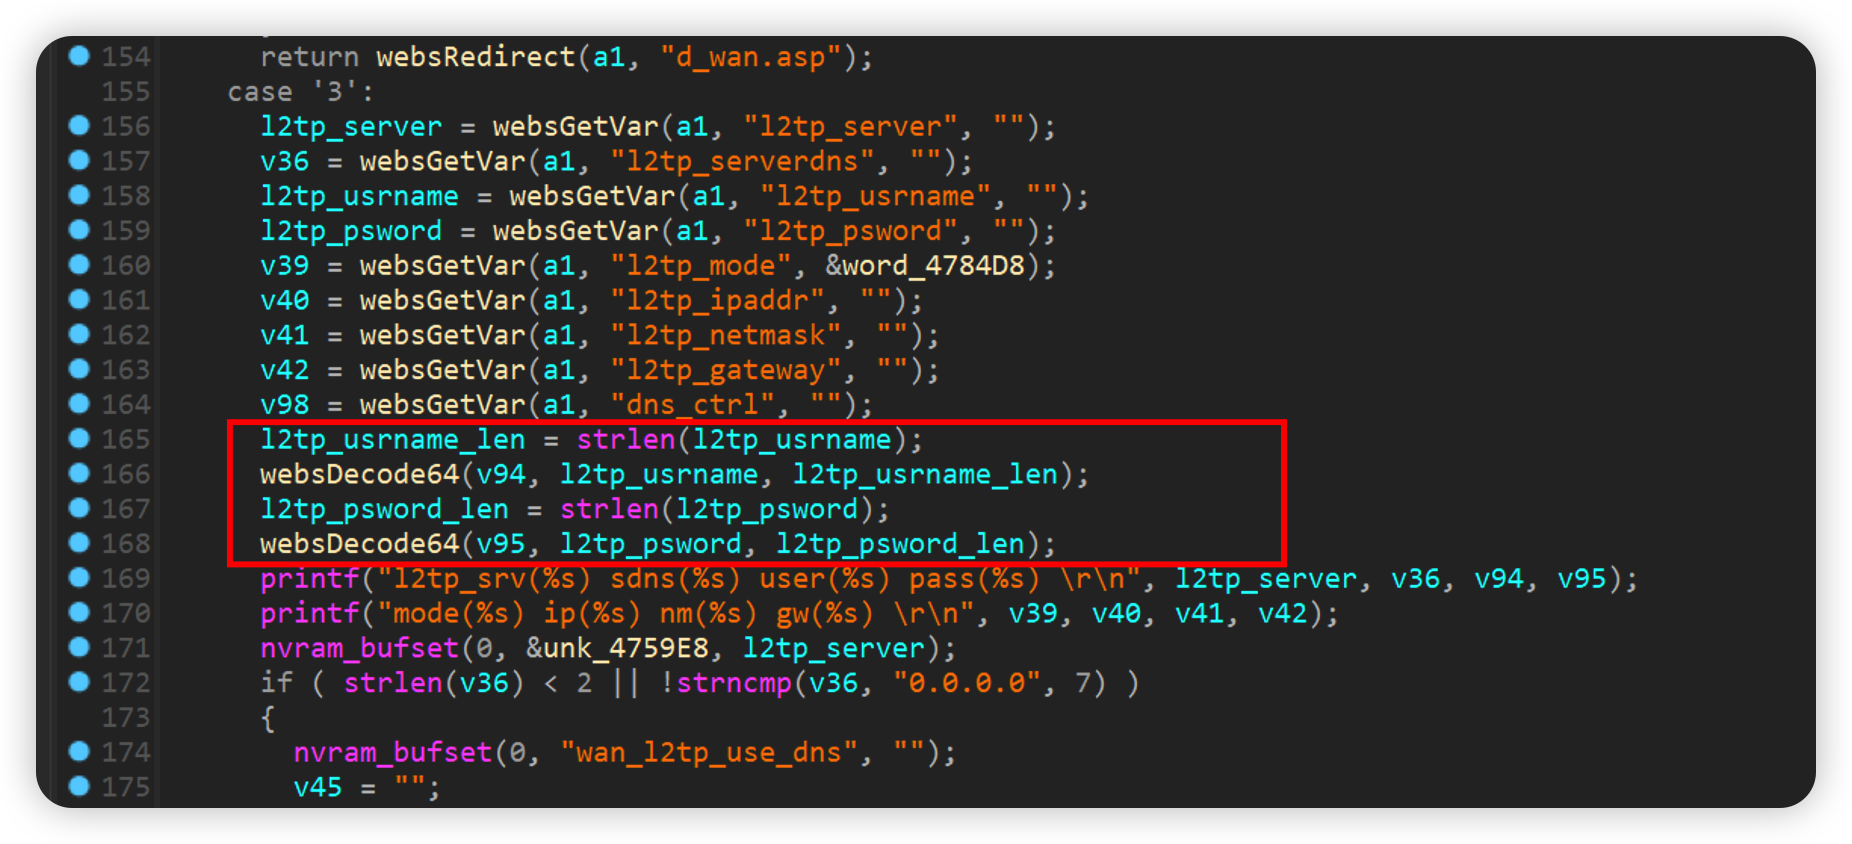 154 return websRedirect(a1, "d_wan.asp");
155 case '3':
156 l2tp_server = websGetVar(a1, "l2tp_server", "");
157 v36 = websGetVar(a1, "l2tp_serverdns", "");
158 l2tp_usrname = websGetVar(a1, "l2tp_usrname", "");
159 l2tp_psword = websGetVar(a1, "l2tp_psword", "");
160 v39 = websGetVar(a1, "l2tp_mode", &word_4784D8);
161 v40 = websGetVar(a1, "l2tp_ipaddr", "");
162 v41 = websGetVar(a1, "l2tp_netmask", "");
163 v42 = websGetVar(a1, "l2tp_gateway", "");
164 v98 = websGetVar(a1, "dns_ctrl", "");
165 l2tp_usrname_len = strlen(l2tp_usrname);
166 websDecode64(v94, l2tp_usrname, l2tp_usrname_len);
167 l2tp_psword_len = strlen(l2tp_psword);
168 websDecode64(v95, l2tp_psword, l2tp_psword_len);
169 printf("l2tp_srv(%s) sdns(%s) user(%s) pass(%s) \r\n", l2tp_server, v36, v94, v95);
170 printf("mode(%s) ip(%s) nm(%s) gw(%s) \r\n", v39, v40, v41, v42);
171 nvram_bufset(0, &unk_4759E8, l2tp_server);
172 if ( strlen(v36) < 2 || !strncmp(v36, "0.0.0.0", 7) )
173 {
174 nvram_bufset(0, "wan_l2tp_use_dns", "");
175 v45 = "";